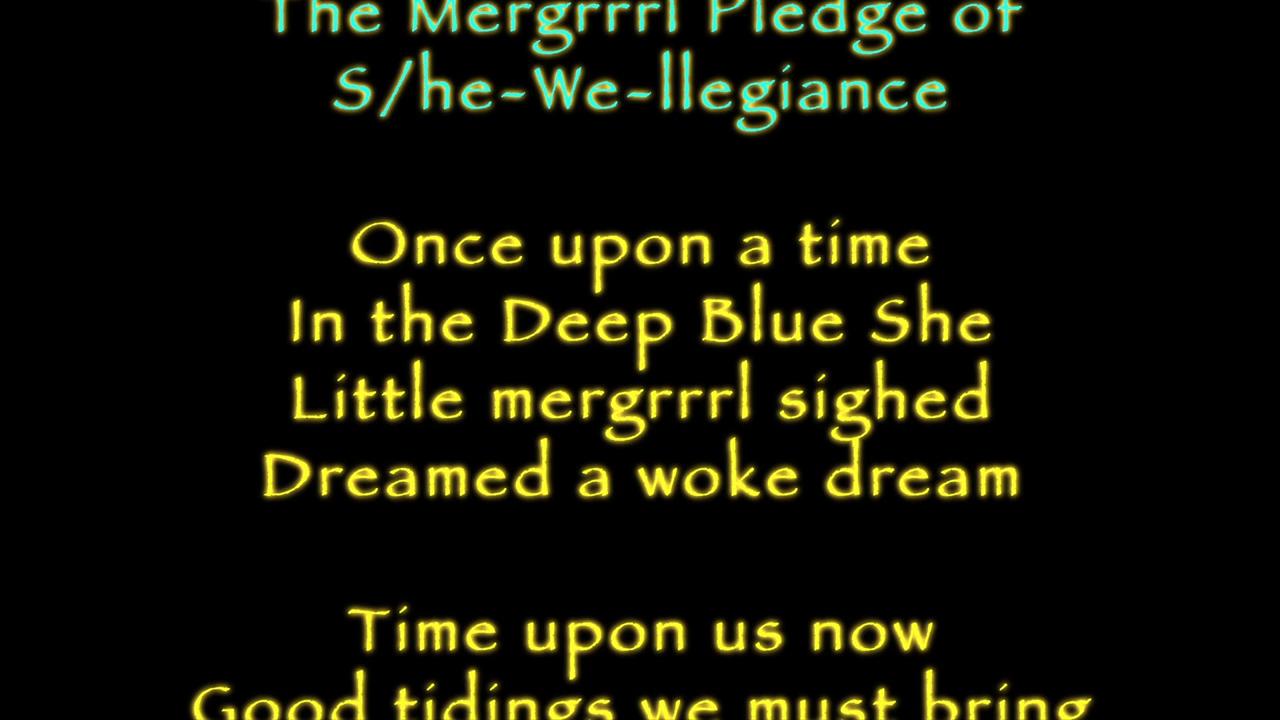 The Mergrrrl Pledge of
S/he-We-llegiance
Once upon a time
In the Deep Blue She
Little mergrrrl sighed
Dreamed a woke dream
Time upon us now
Good tidings we must bring